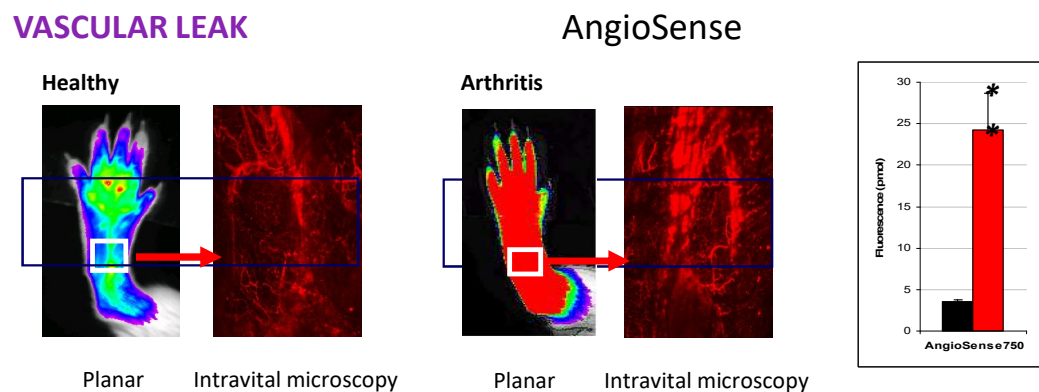 VASCULAR LEAK
AngioSense
Healthy
Arthritis
Planar
Intravital microscopy
Planar
Intravital microscopy
30
25
20
15
10
5
0
Fluorescence (pmol)
*
*
AngioSense750